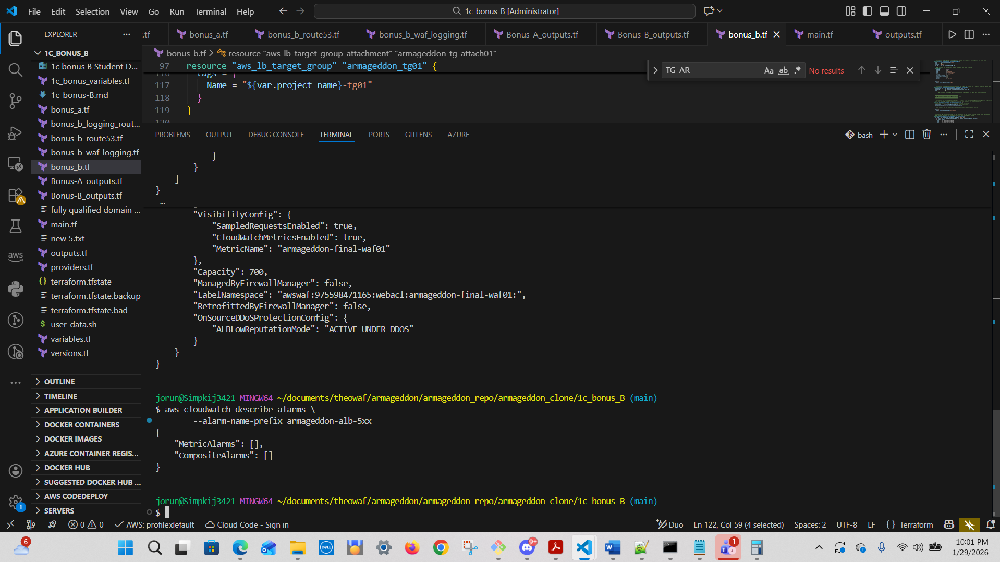 File Edit Selection View Go Run Terminal Help
1c_bonus_B [Administrator]
EXPLORER
.tf
bonus_a.tf
bonus_b_route53.tf
bonus_b_waf_logging.tf
Bonus-A_outputs.tf
Bonus-B_outputs.tf
bonus_b.tf
main.tf
outputs.tf
1C_BONUS_B
1c bonus B Student D...
1c_bonus_variables.tf
1c_bonus-B.md
bonus_a.tf
bonus_b_logging_rout...
bonus_b_route53.tf
bonus_b_waf_logging.tf
bonus_b.tf
Bonus-A_outputs.tf
Bonus-B_outputs.tf
fully qualified domain ...
main.tf
new 5.txt
outputs.tf
providers.tf
terraform.tfstate
terraform.tfstate.backup
terraform.tfstate.bad
user_data.sh
variables.tf
versions.tf
OUTLINE
TIMELINE
APPLICATION BUILDER
DOCKER CONTAINERS
DOCKER IMAGES
AZURE CONTAINER REGIS...
DOCKER HUB
SUGGESTED DOCKER HUB ...
AWS CODEDEPLOY
SERVERS
aws
1
bonus_b.tf > resource "aws_lb_target_group_attachment" "armageddon_tg_attach01"
97 resource "aws_lb_target_group" "armageddon_tg01" {
116 tags = {
117 Name = "${var.project_name}-tg01"
118 }
119 }
120
TG_AR
Aa ab .*
No results
PROBLEMS OUTPUT DEBUG CONSOLE TERMINAL PORTS GITLENS AZURE
bash
}
}
]
}
...
"VisibilityConfig": {
"SampledRequestsEnabled": true,
"CloudWatchMetricsEnabled": true,
"MetricName": "armageddon-final-waf01"
},
"Capacity": 700,
"ManagedByFirewallManager": false,
"LabelNamespace": "awswaf:975598471165:webacl:armageddon-final-waf01:",
"RetrofittedByFirewallManager": false,
"OnSourceDDoSProtectionConfig": {
"ALBLowReputationMode": "ACTIVE_UNDER_DDOS"
}
}
}
jorun@Simpkij3421 MINGW64 ~/documents/theowaf/armageddon/armageddon_repo/armageddon_clone/1c_bonus_B (main)
$ aws cloudwatch describe-alarms \
--alarm-name-prefix armageddon-alb-5xx
{
"MetricAlarms": [],
"CompositeAlarms": []
}
jorun@Simpkij3421 MINGW64 ~/documents/theowaf/armageddon/armageddon_repo/armageddon_clone/1c_bonus_B (main)
$
0 0 AWS: profile:default Cloud Code - Sign in
Duo Ln 122, Col 59 (4 selected) Spaces: 2 UTF-8 LF { } Terraform
6
DELL
9+
1
10:01 PM
1/29/2026